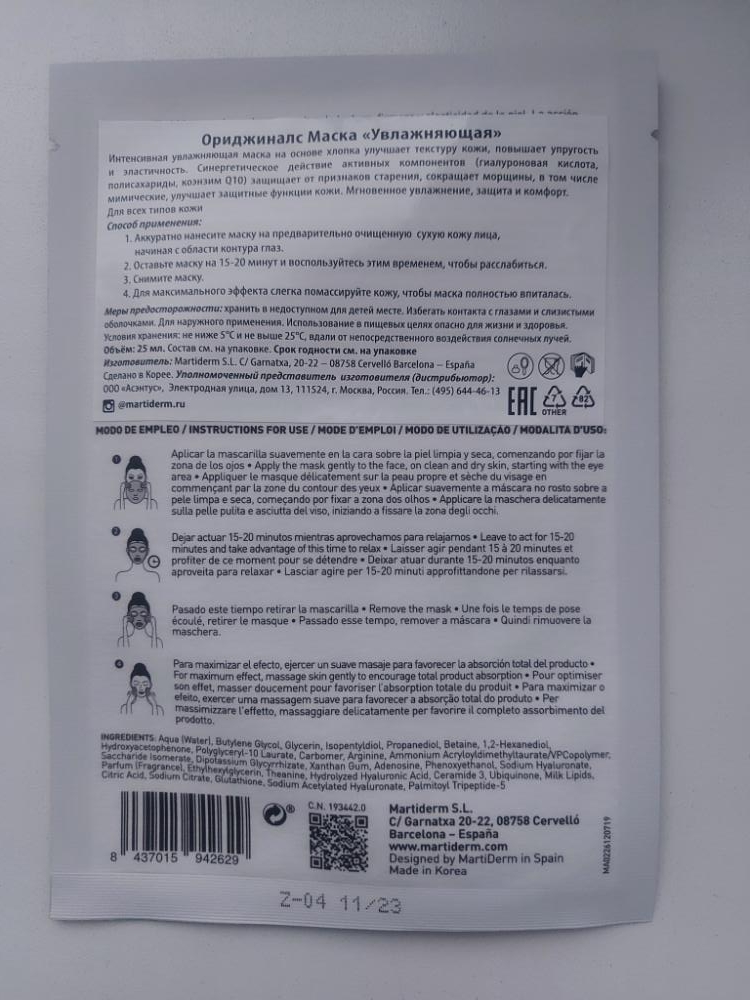 Ориджиналс Маска «Увлажняющая»
Интенсивная увлажняющая маска на основе хлопка улучшает текстуру кожи, повышает упругость
и эластичность. Синергетическое действие активных компонентов (гиалуроновая кислота,
полисахариды, коэнзим Q10) защищает от признаков старения, сокращает морщины, в том числе
мимические, улучшает защитные функции кожи. Мгновенное увлажнение, защита и комфорт.
Для всех типов кожи
Способ применения:
1. Аккуратно нанесите маску на предварительно очищенную сухую кожу лица,
начиная с области контура глаз.
2. Оставьте маску на 15-20 минут и воспользуйтесь этим временем, чтобы расслабиться.
3. Снимите маску.
4. Для максимального эффекта слегка помассируйте кожу, чтобы маска полностью впиталась.
Меры предосторожности: хранить в недоступном для детей месте. Избегать контакта с глазами и слизистыми
оболочками. Для наружного применения. Использование в пищевых целях опасно для жизни и здоровья.
Условия хранения: не ниже 5°С и не выше 25°С, вдали от непосредственного воздействия солнечных лучей.
Объём: 25 мл. Состав см. на упаковке. Срок годности см. на упаковке
Изготовитель: Martiderm S.L. C/ Garnatxa, 20-22 – 08758 Cervelló Barcelona – España
Сделано в Корее. Уполномоченный представитель изготовителя (дистрибьютор):
ООО «Асэнтус», Электродная улица, дом 13, 111524, г. Москва, Россия. Тел.: (495) 644-46-13
@martiderm.ru
EAC 7 OTHER 82
MODO DE EMPLEO / INSTRUCTIONS FOR USE / MODE D'EMPLOI / MODO DE UTILIZAÇÃO / MODALITA D'USO:
1
Aplicar la mascarilla suavemente en la cara sobre la piel limpia y seca, comenzando por fijar la
zona de los ojos • Apply the mask gently to the face, on clean and dry skin, starting with the eye
area • Appliquer le masque délicatement sur la peau propre et sèche du visage en
commençant par la zone du contour des yeux • Aplicar suavemente a máscara no rosto sobre a
pele limpa e seca, começando por fixar a zona dos olhos • Applicare la maschera delicatamente
sulla pelle pulita e asciutta del viso, iniziando a fissare la zona degli occhi.
2
Dejar actuar 15-20 minutos mientras aprovechamos para relajarnos • Leave to act for 15-20
minutes and take advantage of this time to relax • Laisser agir pendant 15 à 20 minutes et
profiter de ce moment pour se détendre • Deixar atuar durante 15-20 minutos enquanto
aproveita para relaxar • Lasciar agire per 15-20 minuti approfittandone per rilassarsi.
3
Pasado este tiempo retirar la mascarilla • Remove the mask • Une fois le temps de pose
écoulé, retirer le masque • Passado esse tempo, remover a máscara • Quindi rimuovere la
maschera.
4
Para maximizar el efecto, ejercer un suave masaje para favorecer la absorción total del producto •
For maximum effect, massage skin gently to encourage total product absorption • Pour optimiser
son effet, masser doucement pour favoriser l'absorption totale du produit • Para maximizar o
efeito, exercer uma massagem suave para favorecer a absorção total do produto • Per
massimizzare l'effetto, massaggiare delicatamente per favorire il completo assorbimento del
prodotto.
INGREDIENTS: Aqua (Water), Butylene Glycol, Glycerin, Isopentyldiol, Propanediol, Betaine, 1,2-Hexanediol,
Hydroxyacetophenone, Polyglyceryl-10 Laurate, Carbomer, Arginine, Ammonium Acryloyldimethyltaurate/VPCopolymer,
Saccharide Isomerate, Dipotassium Glycyrrhizate, Xanthan Gum, Adenosine, Phenoxyethanol, Sodium Hyaluronate,
Parfum (Fragrance), Ethylhexylglycerin, Theanine, Hydrolyzed Hyaluronic Acid, Ceramide 3, Ubiquinone, Milk Lipids,
Citric Acid, Sodium Citrate, Glutathione, Sodium Acetylated Hyaluronate, Palmitoyl Tripeptide-5
8 437015 942629
®
C.N. 193442.0
Martiderm S.L.
C/ Garnatxa 20-22, 08758 Cervelló
Barcelona – España
www.martiderm.com
Designed by MartiDerm in Spain
Made in Korea
MA0226120719
Z-04 11/23